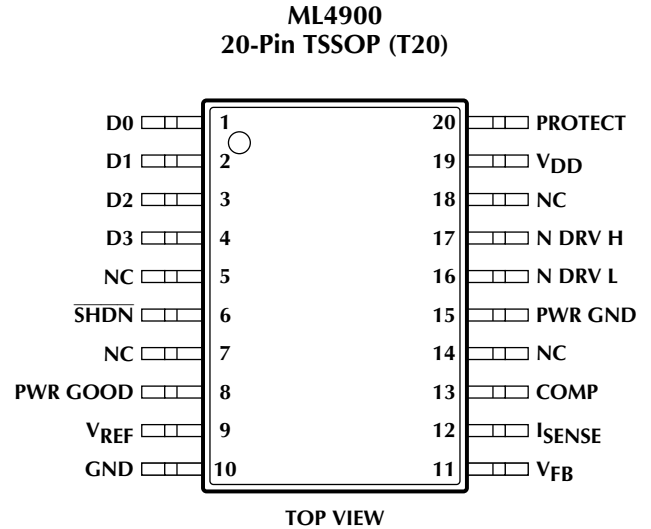 ML4900
20-Pin TSSOP (T20)
D0 1 20 PROTECT
D1 2 19 VDD
D2 3 18 NC
D3 4 17 N DRV H
NC 5 16 N DRV L
SHDN 6 15 PWR GND
NC 7 14 NC
PWR GOOD 8 13 COMP
VREF 9 12 ISENSE
GND 10 11 VFB
TOP VIEW